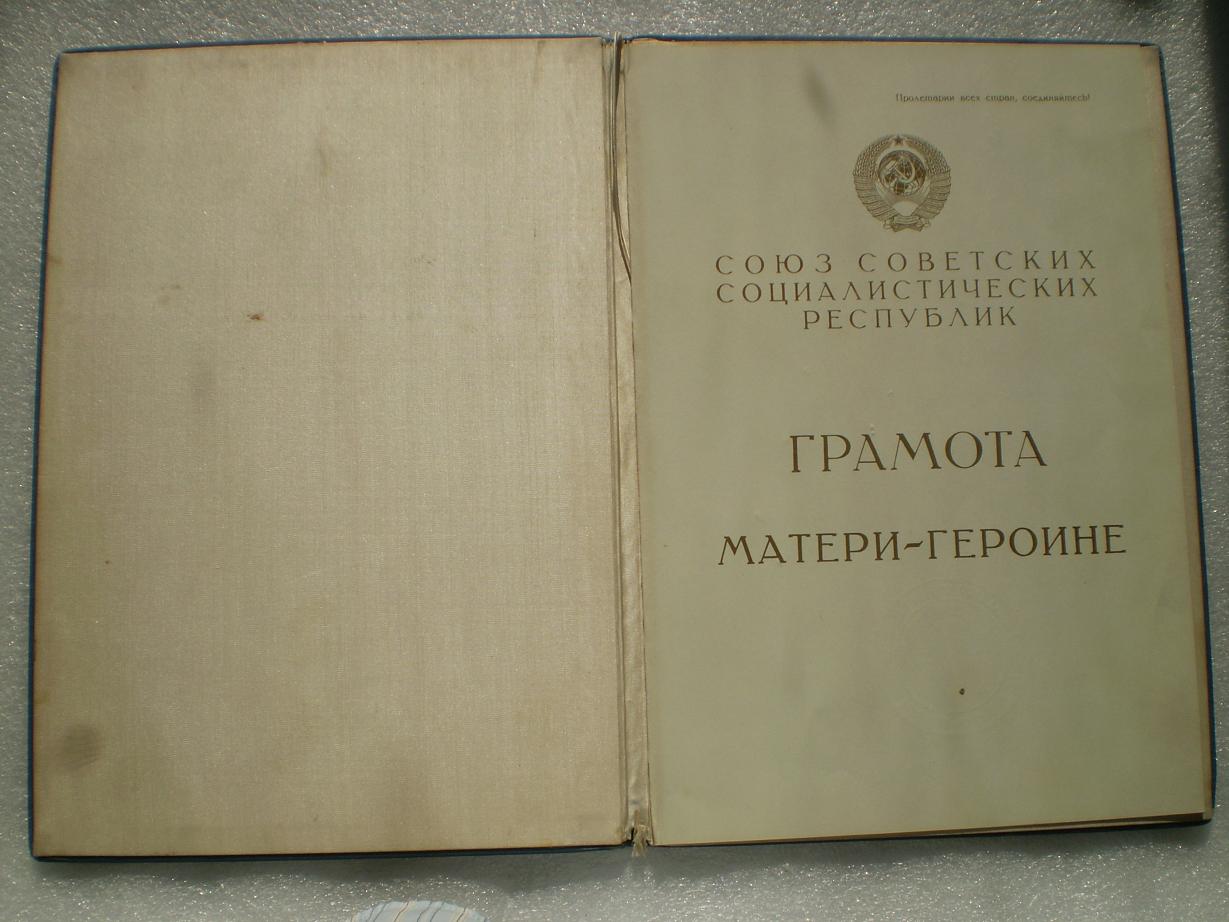 Пролетарии всех стран, соединяйтесь!
СОЮЗ СОВЕТСКИХ
СОЦИАЛИСТИЧЕСКИХ
РЕСПУБЛИК
ГРАМОТА
МАТЕРИ-ГЕРОИНЕ